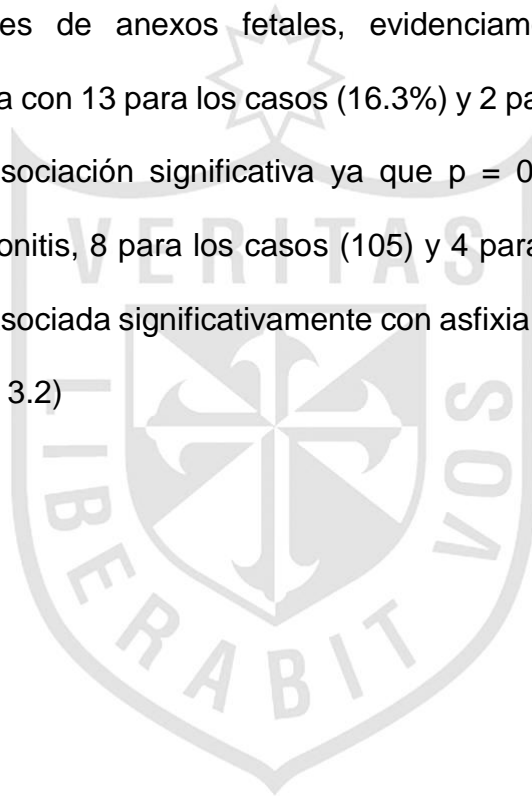 es de anexos fetales, evidenciam
a con 13 para los casos (16.3%) y 2 pa
sociación significativa ya que p = 0
onitis, 8 para los casos (105) y 4 para
sociada significativamente con asfixia
3.2)
VERITAS
LIBERABIT
VOS